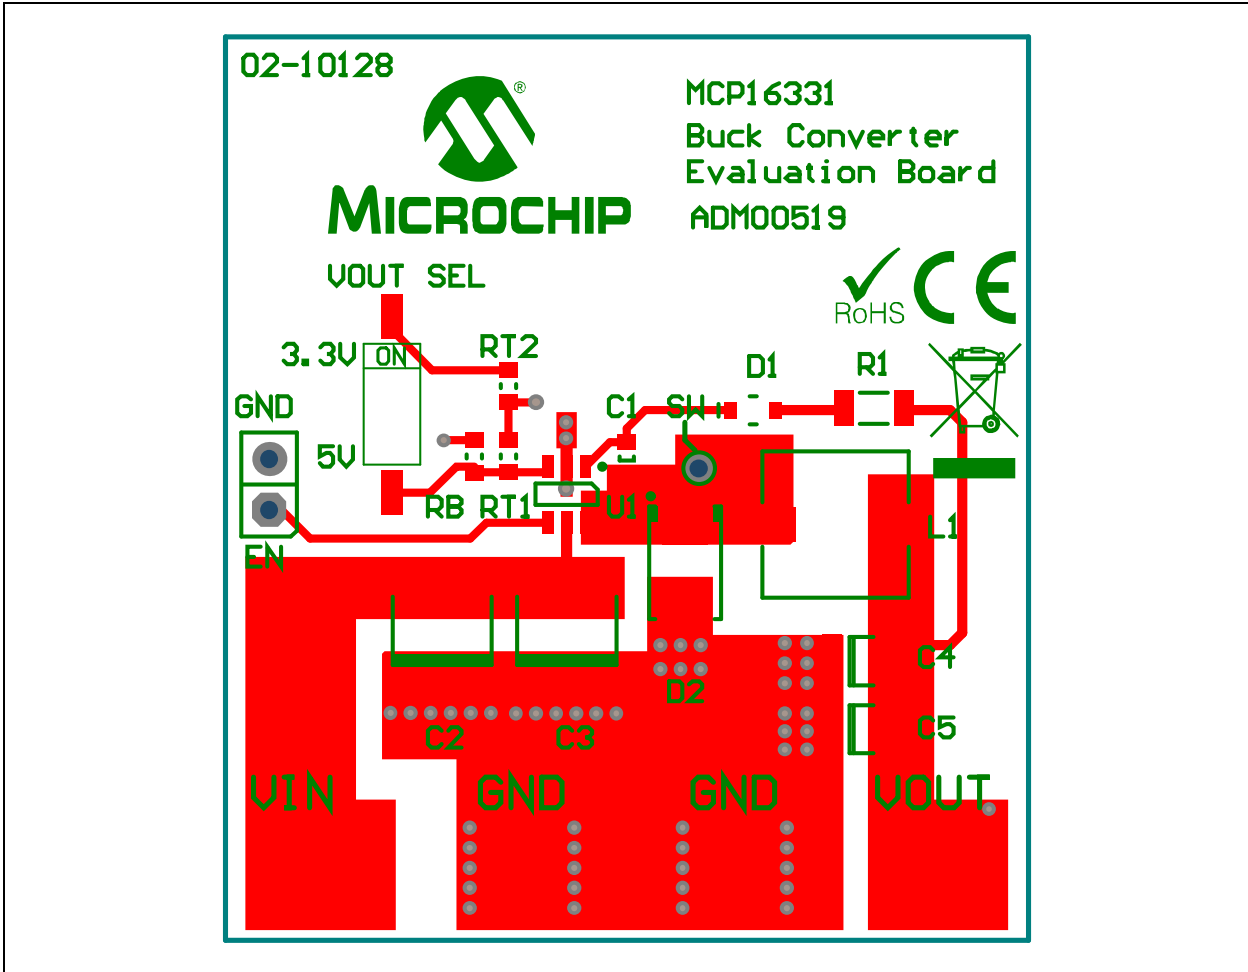 02-10128
®
MICROCHIP
MCP16331
Buck Converter
Evaluation Board
ADM00519
VOUT SEL
RoHS CE
3.3V
ON
RT2
D1
R1
GND
C1
SW
5V
RB RT1
U1
L1
EN
C4
D2
C5
C2
C3
VIN
GND
GND
VOUT